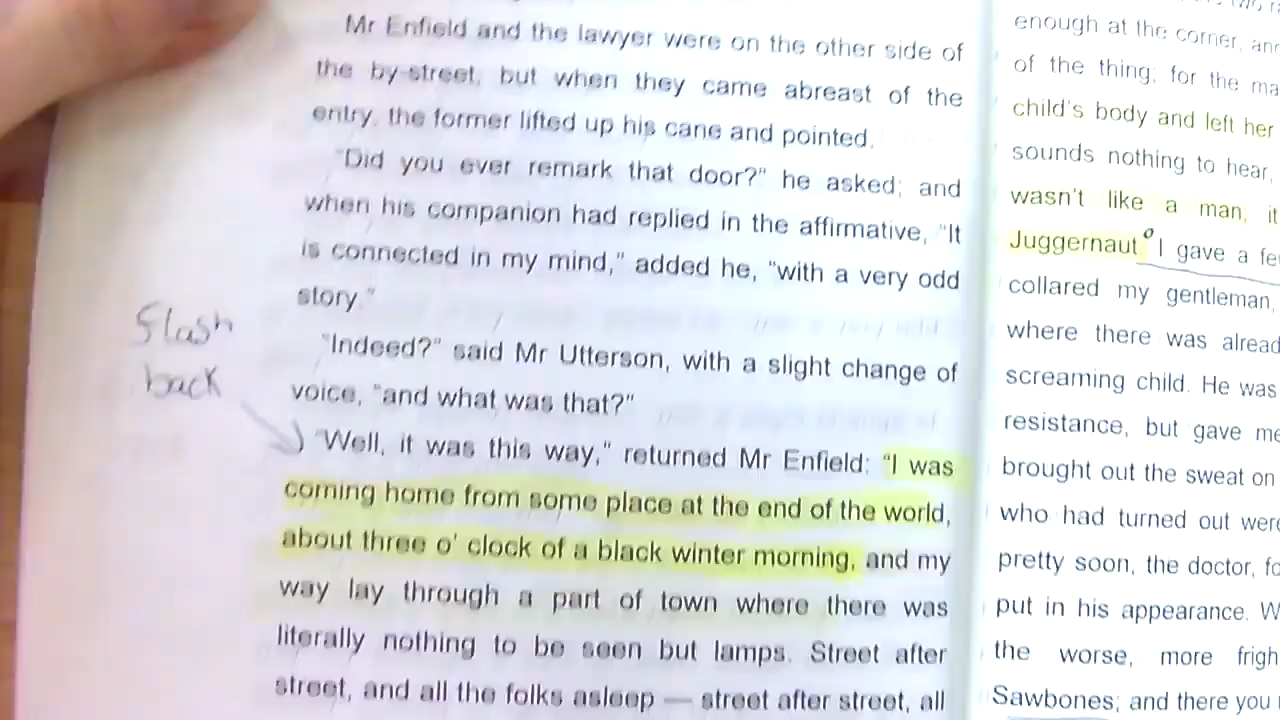 Mr Enfield and the lawyer were on the other side of
the by-street; but when they came abreast of the
entry, the former lifted up his cane and pointed.
"Did you ever remark that door?" he asked; and
when his companion had replied in the affirmative, "It
is connected in my mind," added he, "with a very odd
story."
"Indeed?" said Mr Utterson, with a slight change of
voice, "and what was that?"
"Well, it was this way," returned Mr Enfield: "I was
coming home from some place at the end of the world,
about three o' clock of a black winter morning, and my
way lay through a part of town where there was
literally nothing to be seen but lamps. Street after
street, and all the folks asleep — street after street, all
Slash
back
enough at the corner, and
of the thing; for the ma
child's body and left her
sounds nothing to hear,
wasn't like a man; it
Juggernaut. I gave a fe
collared my gentleman,
where there was alread
screaming child. He was
resistance, but gave me
brought out the sweat on
who had turned out were
pretty soon, the doctor, fo
put in his appearance. W
the worse, more frigh
Sawbones; and there you